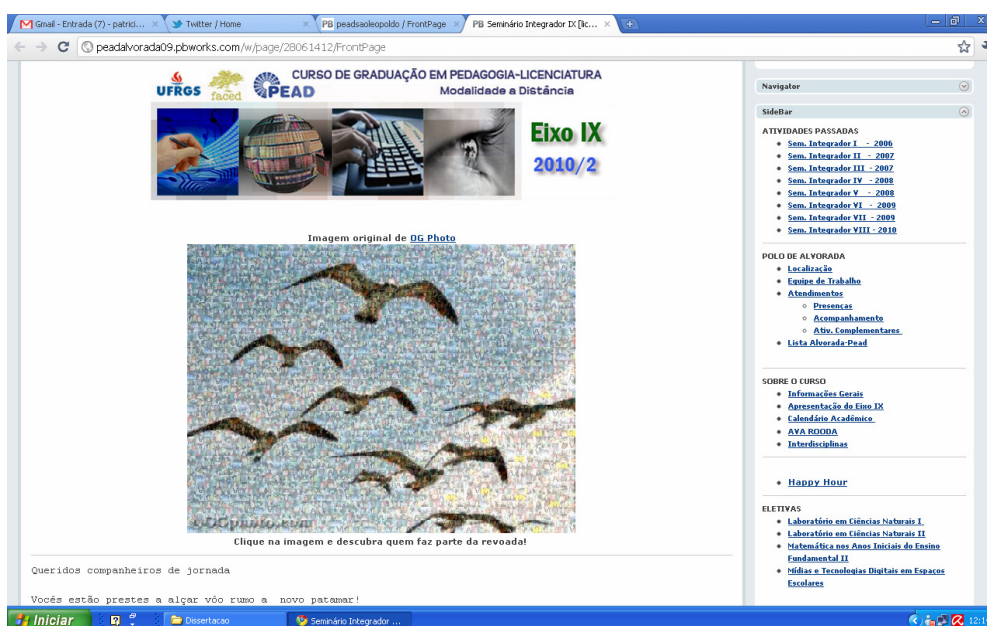 Gmail - Entrada (7) - patrici...
Twitter / Home
PB peadsaoleopoldo / FrontPage
PB Seminário Integrador IX [lic...
peadalvorada09.pbworks.com/w/page/28061412/FrontPage
UFRGS
faced
PEAD
CURSO DE GRADUAÇÃO EM PEDAGOGIA-LICENCIATURA
Modalidade a Distância
Eixo IX
2010/2
Imagem original de OG Photo
Clique na imagem e descubra quem faz parte da revoada!
Queridos companheiros de jornada
Vocês estão prestes a alçar vôo rumo a novo patamar!
Navigator
SideBar
ATIVIDADES PASSADAS
Sem. Integrador I - 2006
Sem. Integrador II - 2007
Sem. Integrador III - 2007
Sem. Integrador IV - 2008
Sem. Integrador V - 2008
Sem. Integrador VI - 2009
Sem. Integrador VII - 2009
Sem. Integrador VIII - 2010
POLO DE ALVORADA
Localização
Equipe de Trabalho
Atendimentos
Presenças
Acompanhamento
Ativ. Complementares
Lista Alvorada-Pead
SOBRE O CURSO
Informações Gerais
Apresentação do Eixo IX
Calendário Acadêmico
AVA ROODA
Interdisciplinas
Happy Hour
ELETIVAS
Laboratório em Ciências Naturais I
Laboratório em Ciências Naturais II
Matemática nos Anos Iniciais do Ensino
Fundamental II
Mídias e Tecnologias Digitais em Espaços
Escolares
Iniciar
Dissertacao
Seminário Integrador ...